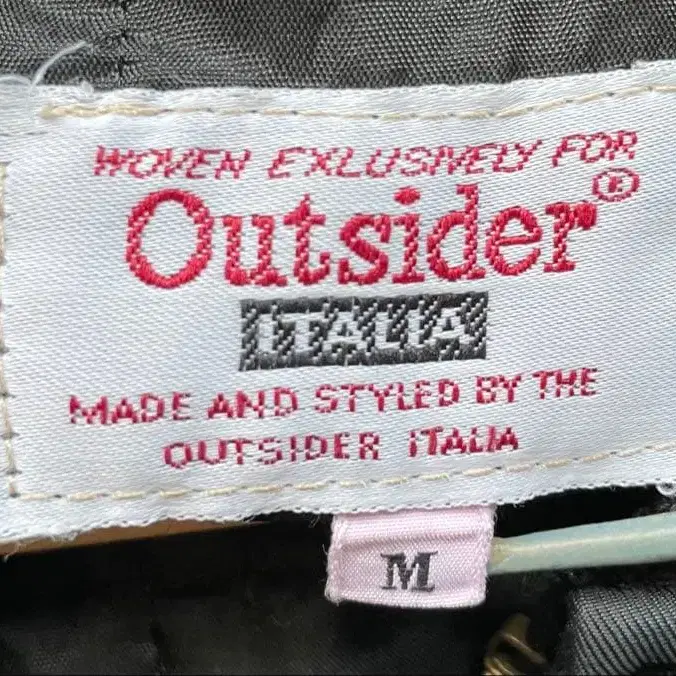 WOVEN EXLUSIVELY FOR
Outsider®
ITALIA
MADE AND STYLED BY THE
OUTSIDER ITALIA
M